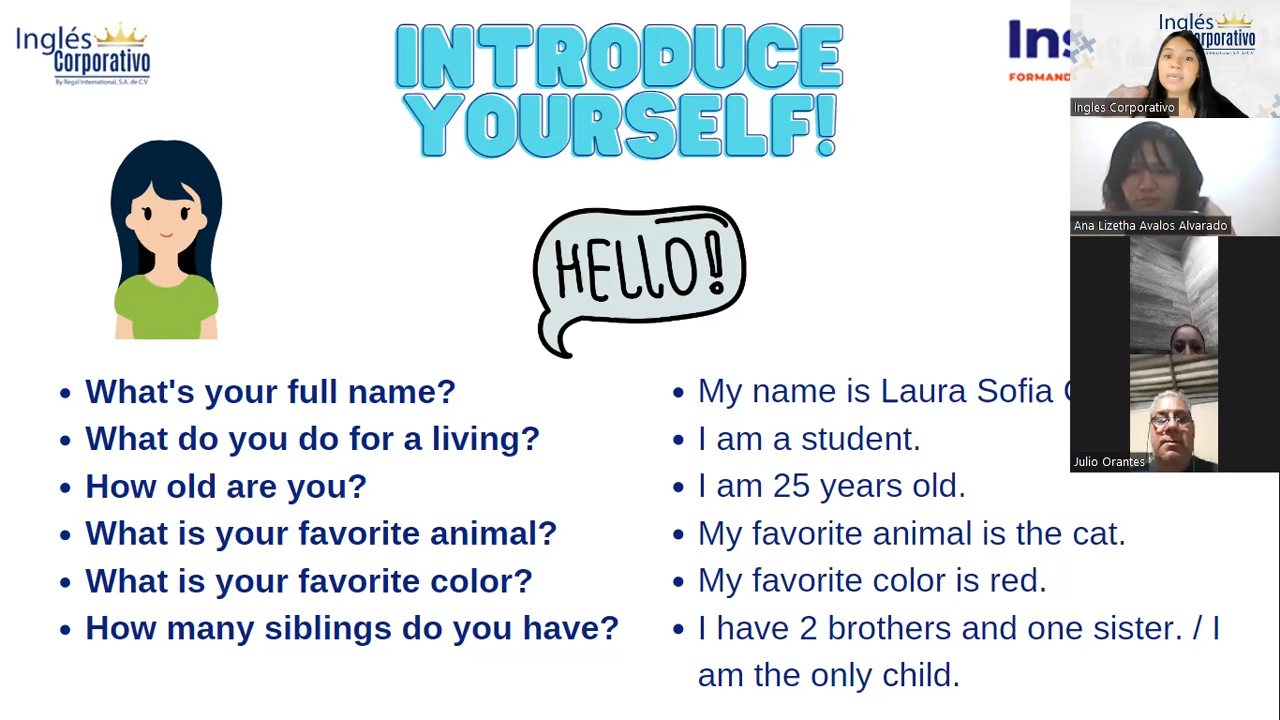 Inglés
Corporativo
By Regal International, S.A. de C.V.
INTRODUCE
YOURSELF!
FORMAND
Inglés
Corporativo
Ingles Corporativo
Ana Lizetha Avalos Alvarado
Julio Orantes
HELLO!
What's your full name?
What do you do for a living?
How old are you?
What is your favorite animal?
What is your favorite color?
How many siblings do you have?
My name is Laura Sofia
I am a student.
I am 25 years old.
My favorite animal is the cat.
My favorite color is red.
I have 2 brothers and one sister. / I
am the only child.